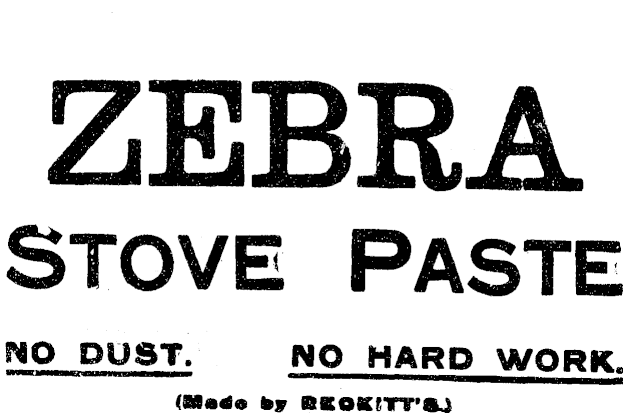 ZEBRA
STOVE PASTE
NO DUST. NO HARD WORK.
(Made by RECKITT'S.)